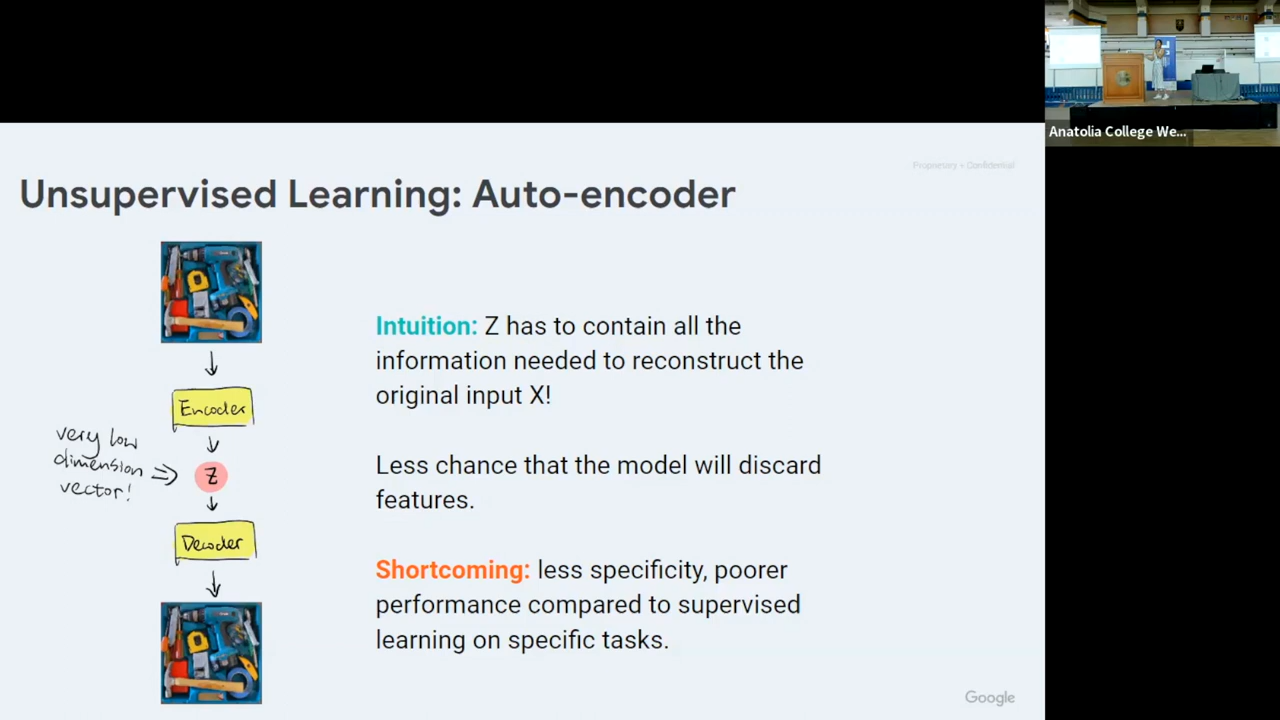 Anatolia College We...
Proprietary + Confidential
Unsupervised Learning: Auto-encoder
Encoder
very low
dimension
vector!
Z
Decoder
Intuition: Z has to contain all the
information needed to reconstruct the
original input X!
Less chance that the model will discard
features.
Shortcoming: less specificity, poorer
performance compared to supervised
learning on specific tasks.
Google